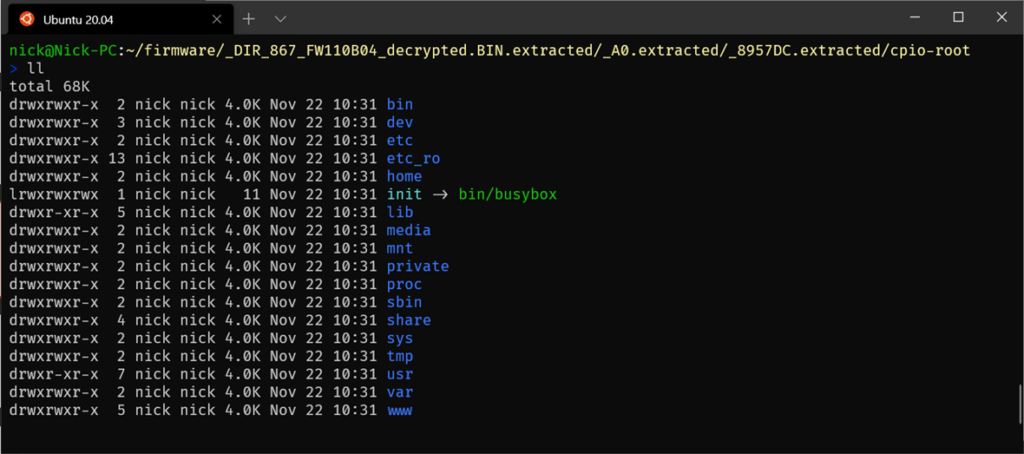 Ubuntu 20.04
nick@Nick-PC:~/firmware/_DIR_867_FW110B04_decrypted.BIN.extracted/_A0.extracted/_8957DC.extracted/cpio-root
> ll
total 68K
drwxrwxr-x  2 nick nick 4.0K Nov 22 10:31 bin
drwxrwxr-x  3 nick nick 4.0K Nov 22 10:31 dev
drwxrwxr-x  2 nick nick 4.0K Nov 22 10:31 etc
drwxrwxr-x 13 nick nick 4.0K Nov 22 10:31 etc_ro
drwxrwxr-x  2 nick nick 4.0K Nov 22 10:31 home
lrwxrwxrwx  1 nick nick   11 Nov 22 10:31 init → bin/busybox
drwxr-xr-x  5 nick nick 4.0K Nov 22 10:31 lib
drwxrwxr-x  2 nick nick 4.0K Nov 22 10:31 media
drwxrwxr-x  2 nick nick 4.0K Nov 22 10:31 mnt
drwxrwxr-x  2 nick nick 4.0K Nov 22 10:31 private
drwxrwxr-x  2 nick nick 4.0K Nov 22 10:31 proc
drwxrwxr-x  2 nick nick 4.0K Nov 22 10:31 sbin
drwxrwxr-x  4 nick nick 4.0K Nov 22 10:31 share
drwxrwxr-x  2 nick nick 4.0K Nov 22 10:31 sys
drwxrwxr-x  2 nick nick 4.0K Nov 22 10:31 tmp
drwxr-xr-x  7 nick nick 4.0K Nov 22 10:31 usr
drwxrwxr-x  2 nick nick 4.0K Nov 22 10:31 var
drwxrwxr-x  5 nick nick 4.0K Nov 22 10:31 www